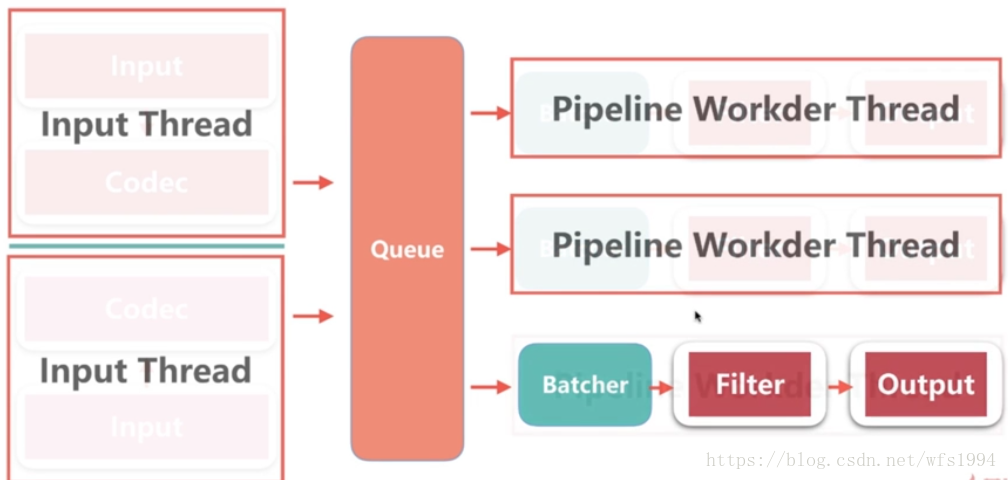 Input
Input Thread
Codec
Codec
Input Thread
Input
Queue
Pipeline Workder Thread
Pipeline Workder Thread
Batcher
Filter
Output
https://blog.csdn.net/wfs1994